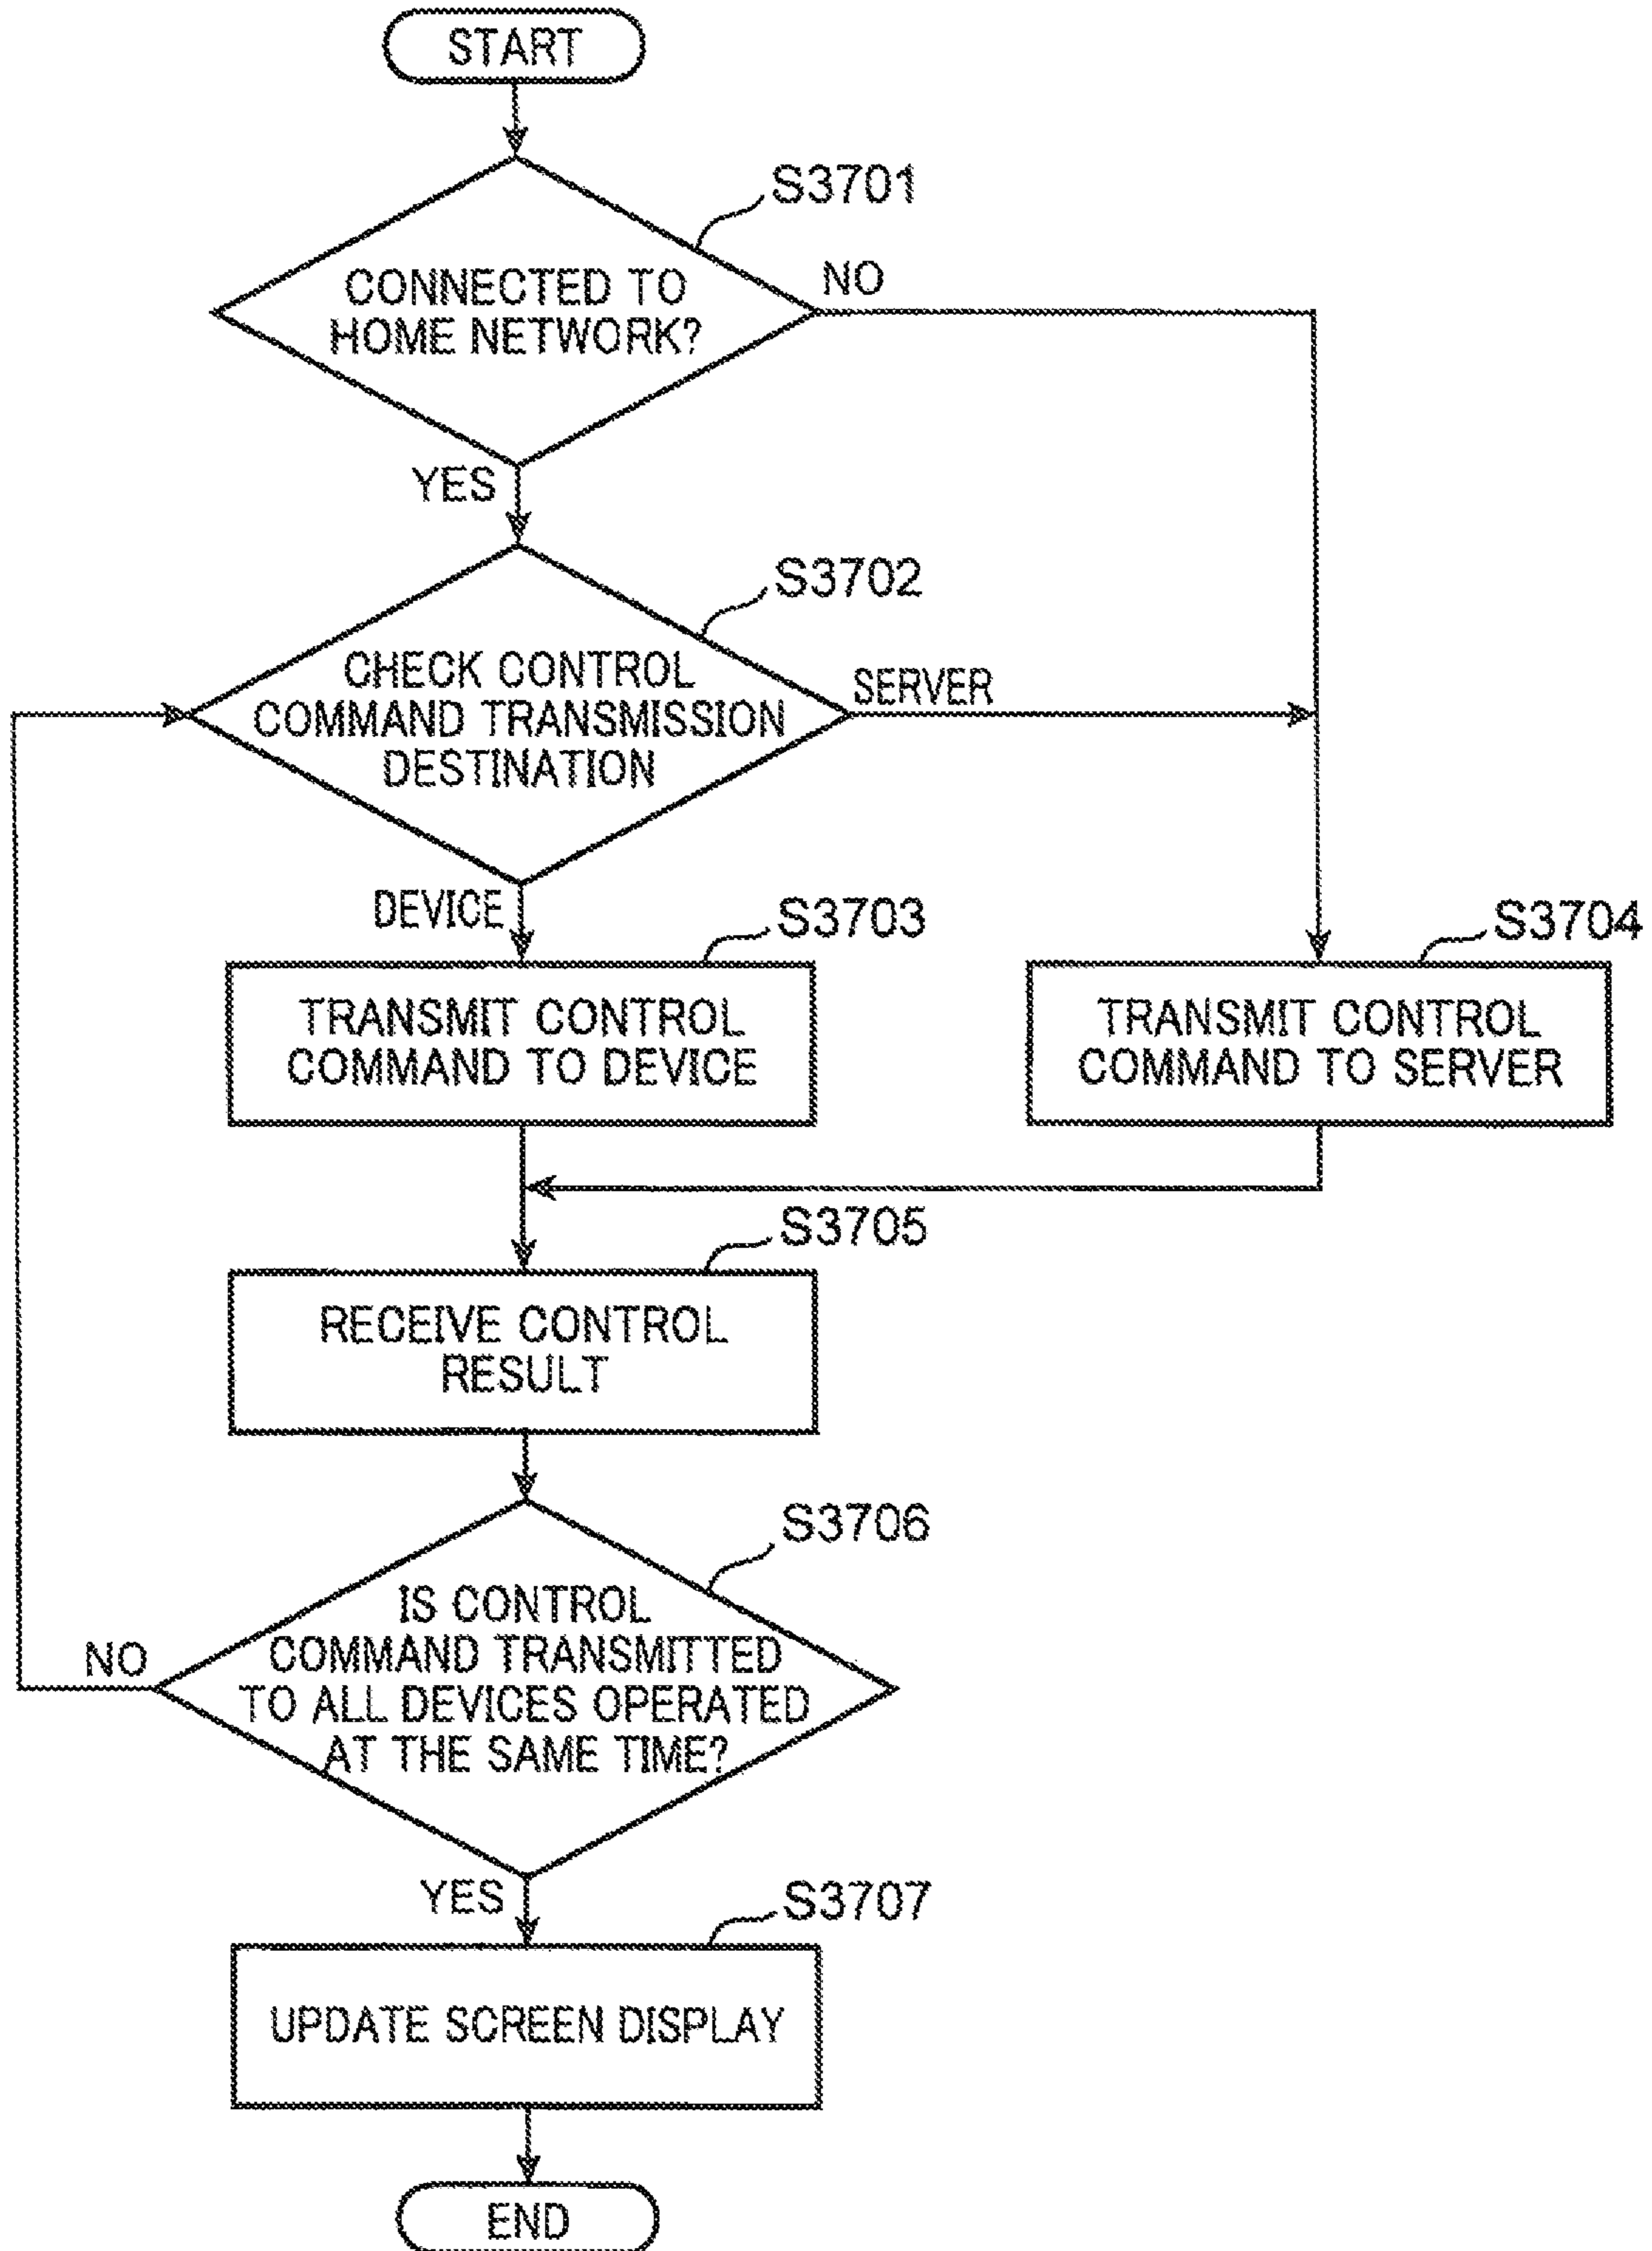 START
S3701
CONNECTED TO
HOME NETWORK?
NO
YES
S3702
CHECK CONTROL
COMMAND TRANSMISSION
DESTINATION
SERVER
DEVICE
S3703
TRANSMIT CONTROL
COMMAND TO DEVICE
S3704
TRANSMIT CONTROL
COMMAND TO SERVER
S3705
RECEIVE CONTROL
RESULT
S3706
IS CONTROL
COMMAND TRANSMITTED
TO ALL DEVICES OPERATED
AT THE SAME TIME?
NO
YES
S3707
UPDATE SCREEN DISPLAY
END